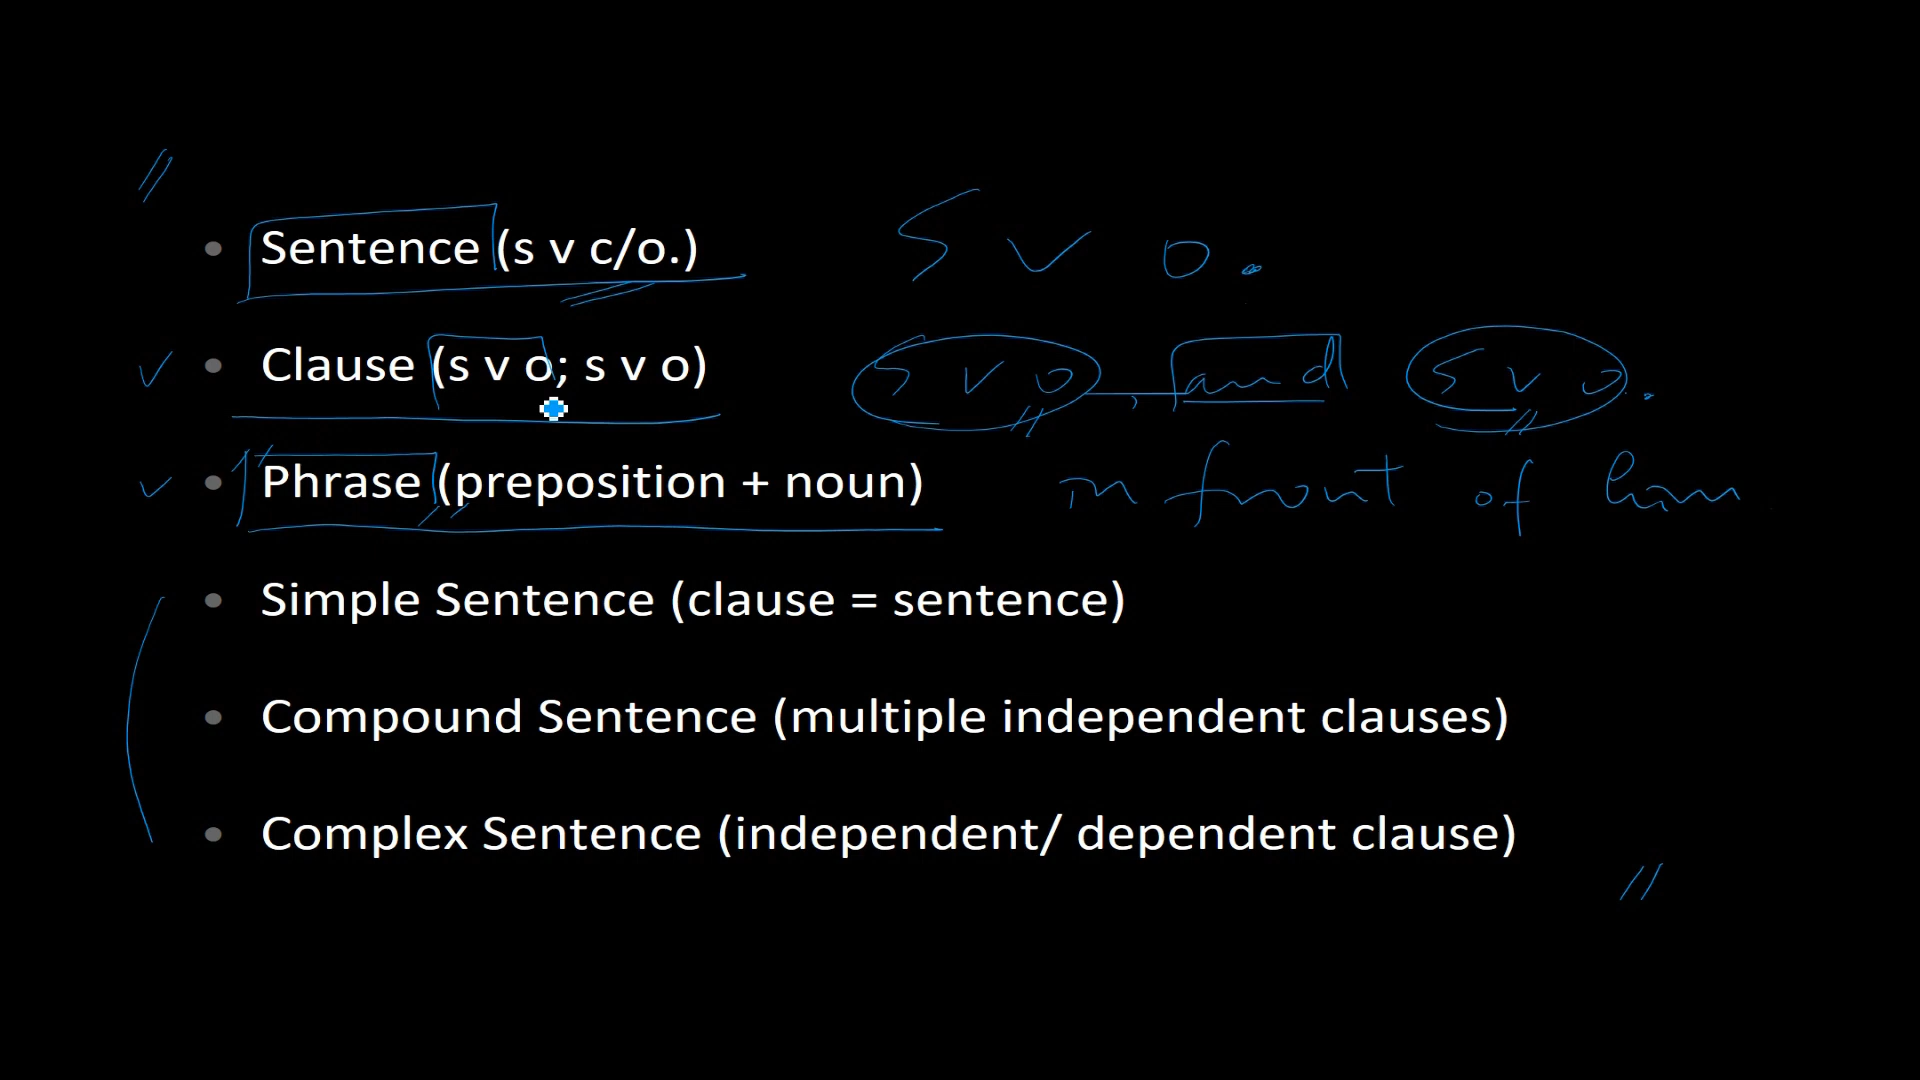 • Sentence (s v c/o.) S v o.
• Clause (s v o; s v o) s v o, and s v o.
• Phrase (preposition + noun) in front of
• Simple Sentence (clause = sentence)
• Compound Sentence (multiple independent clauses)
• Complex Sentence (independent/ dependent clause)